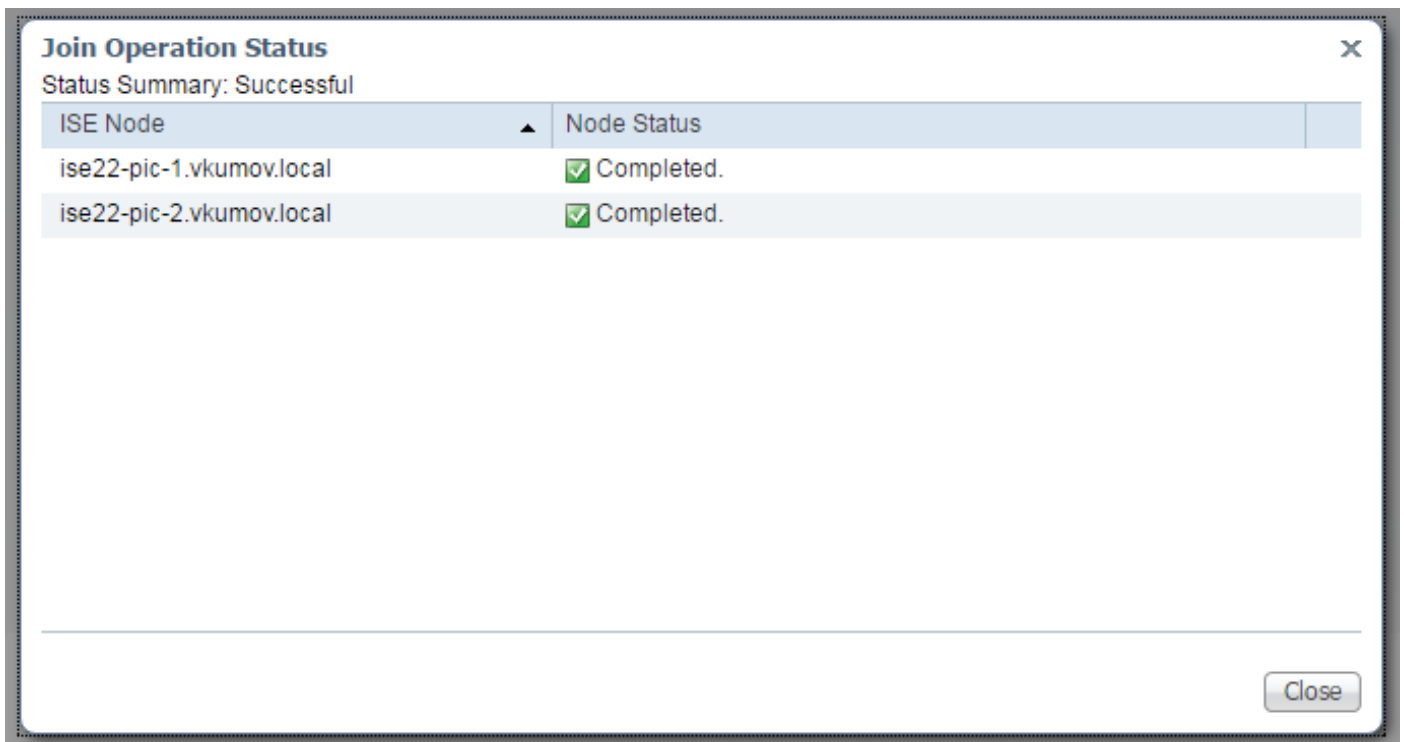 Join Operation Status
Status Summary: Successful
ISE Node Node Status
ise22-pic-1.vkumov.local Completed.
ise22-pic-2.vkumov.local Completed.
Close